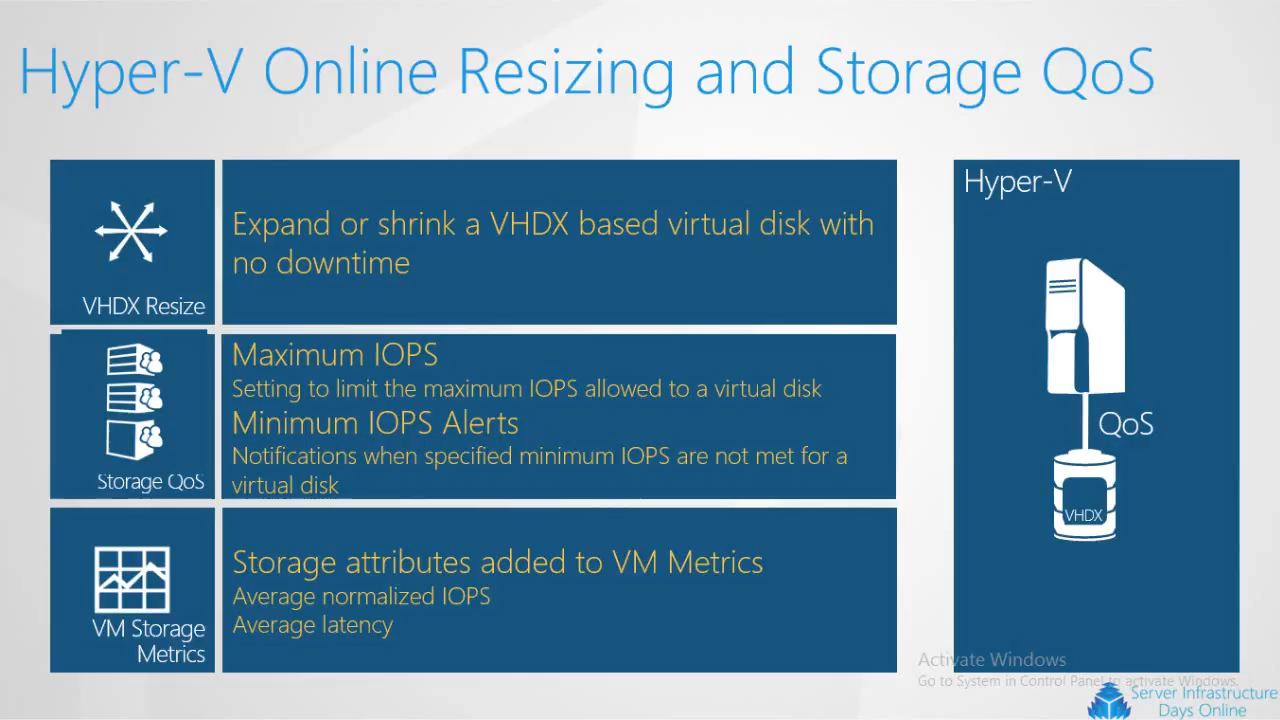 Hyper-V Online Resizing and Storage QoS
VHDX Resize
Expand or shrink a VHDX based virtual disk with
no downtime
Storage QoS
Maximum IOPS
Setting to limit the maximum IOPS allowed to a virtual disk
Minimum IOPS Alerts
Notifications when specified minimum IOPS are not met for a
virtual disk
VM Storage
Metrics
Storage attributes added to VM Metrics
Average normalized IOPS
Average latency
Hyper-V
QoS
VHDX
Activate Windows
Go to System in Control Panel to activate Windows.
Server Infrastructure
Days Online